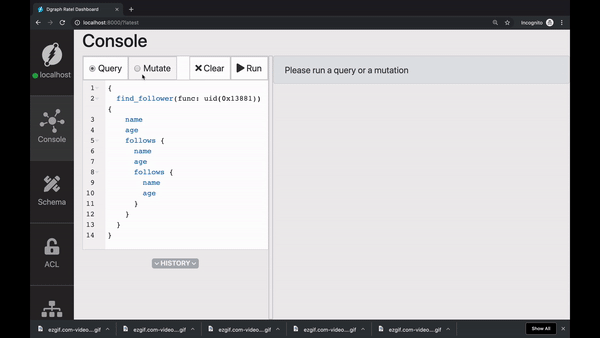 Dgraph Ratel Dashboard
localhost:8000/?latest
Incognito
Console
localhost
Console
Schema
ACL
Query
Mutate
Clear
Run
Please run a query or a mutation
1 {
2 find_follower(func: uid(0x13881))
{
3 name
4 age
5 follows {
6 name
7 age
8 follows {
9 name
10 age
11 }
12 }
13 }
14 }
HISTORY
ezgif.com-video....gif
ezgif.com-video....gif
ezgif.com-video....gif
ezgif.com-video....gif
ezgif.com-video....gif
Show All